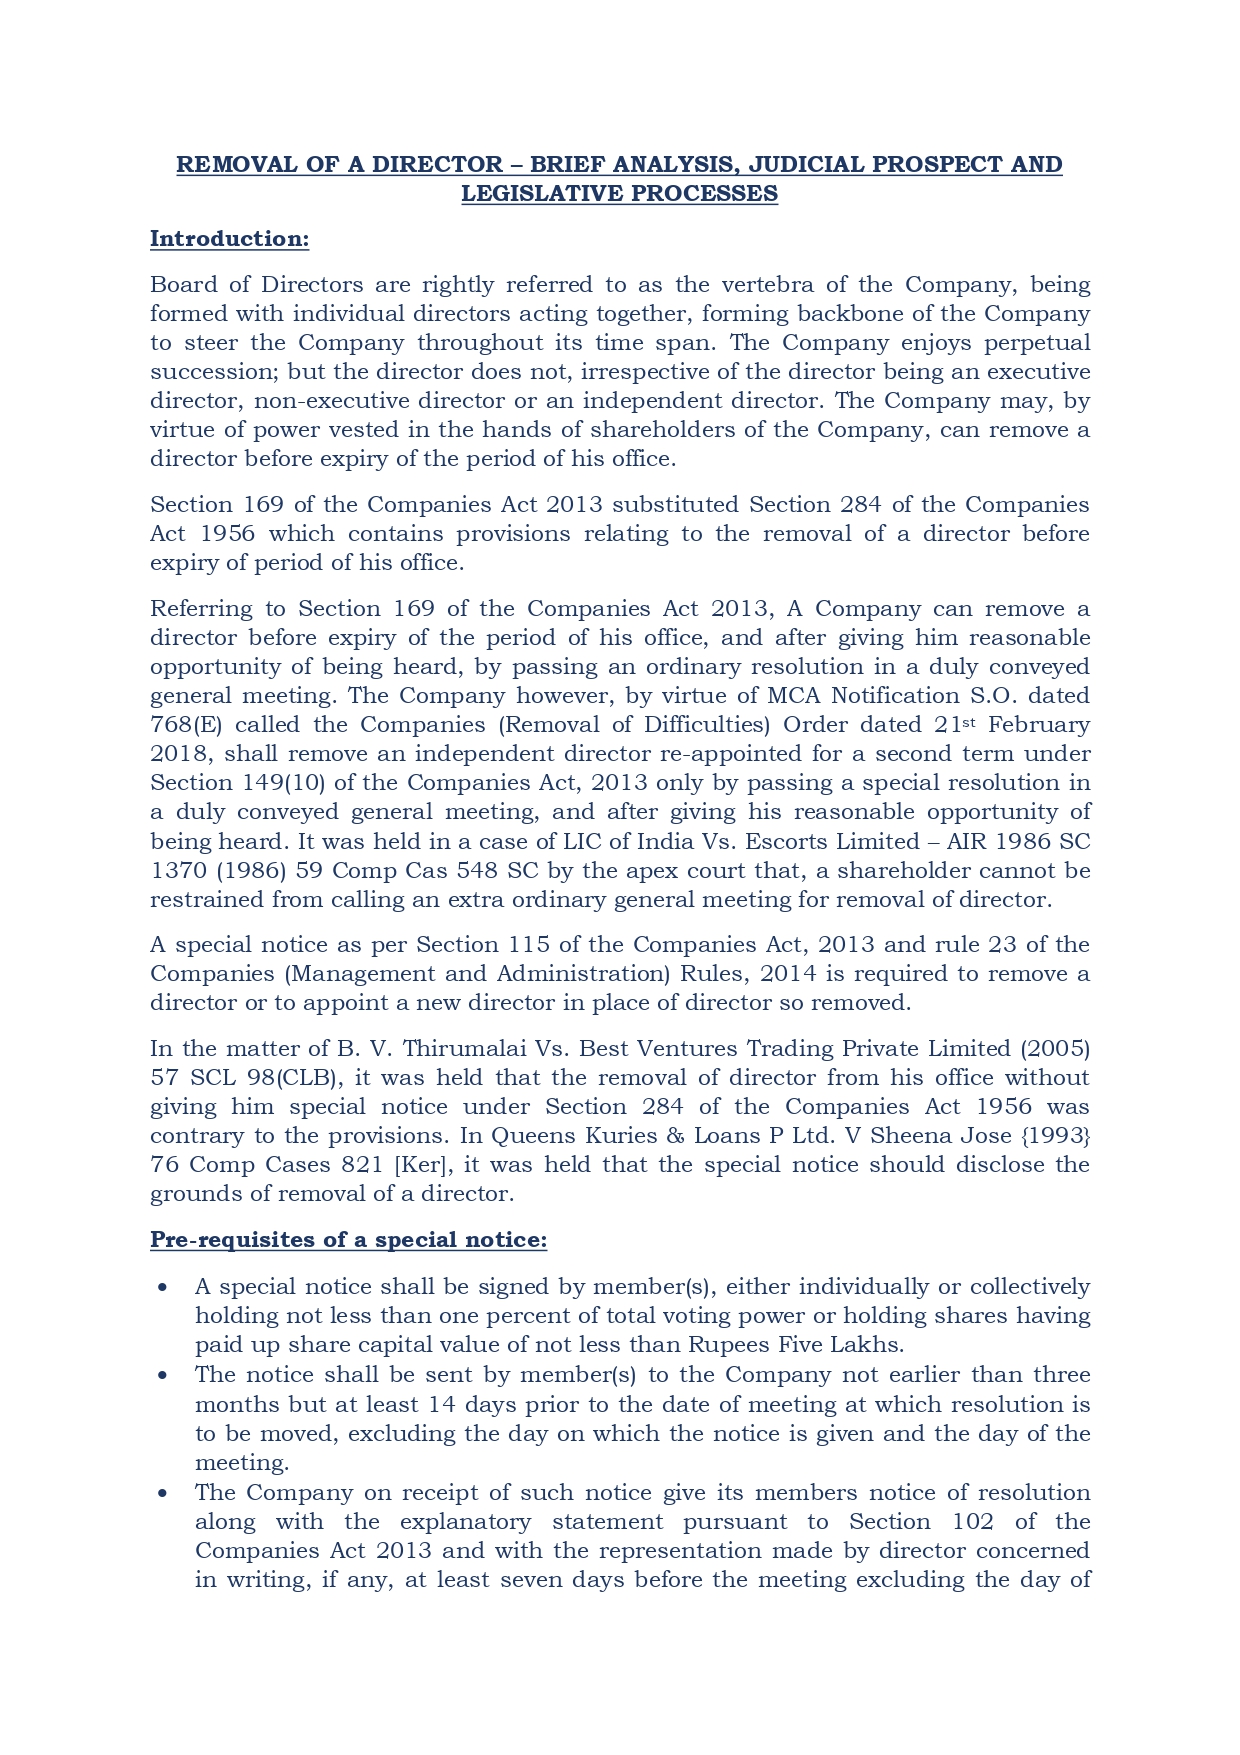 REMOVAL OF A DIRECTOR – BRIEF ANALYSIS, JUDICIAL PROSPECT AND
LEGISLATIVE PROCESSES
Introduction:
Board of Directors are rightly referred to as the vertebra of the Company, being
formed with individual directors acting together, forming backbone of the Company
to steer the Company throughout its time span. The Company enjoys perpetual
succession; but the director does not, irrespective of the director being an executive
director, non-executive director or an independent director. The Company may, by
virtue of power vested in the hands of shareholders of the Company, can remove a
director before expiry of the period of his office.
Section 169 of the Companies Act 2013 substituted Section 284 of the Companies
Act 1956 which contains provisions relating to the removal of a director before
expiry of period of his office.
Referring to Section 169 of the Companies Act 2013, A Company can remove a
director before expiry of the period of his office, and after giving him reasonable
opportunity of being heard, by passing an ordinary resolution in a duly conveyed
general meeting. The Company however, by virtue of MCA Notification S.O. dated
768(E) called the Companies (Removal of Difficulties) Order dated 21st February
2018, shall remove an independent director re-appointed for a second term under
Section 149(10) of the Companies Act, 2013 only by passing a special resolution in
a duly conveyed general meeting, and after giving his reasonable opportunity of
being heard. It was held in a case of LIC of India Vs. Escorts Limited – AIR 1986 SC
1370 (1986) 59 Comp Cas 548 SC by the apex court that, a shareholder cannot be
restrained from calling an extra ordinary general meeting for removal of director.
A special notice as per Section 115 of the Companies Act, 2013 and rule 23 of the
Companies (Management and Administration) Rules, 2014 is required to remove a
director or to appoint a new director in place of director so removed.
In the matter of B. V. Thirumalai Vs. Best Ventures Trading Private Limited (2005)
57 SCL 98(CLB), it was held that the removal of director from his office without
giving him special notice under Section 284 of the Companies Act 1956 was
contrary to the provisions. In Queens Kuries & Loans P Ltd. V Sheena Jose {1993}
76 Comp Cases 821 [Ker], it was held that the special notice should disclose the
grounds of removal of a director.
Pre-requisites of a special notice:
• A special notice shall be signed by member(s), either individually or collectively
holding not less than one percent of total voting power or holding shares having
paid up share capital value of not less than Rupees Five Lakhs.
• The notice shall be sent by member(s) to the Company not earlier than three
months but at least 14 days prior to the date of meeting at which resolution is
to be moved, excluding the day on which the notice is given and the day of the
meeting.
• The Company on receipt of such notice give its members notice of resolution
along with the explanatory statement pursuant to Section 102 of the
Companies Act 2013 and with the representation made by director concerned
in writing, if any, at least seven days before the meeting excluding the day of